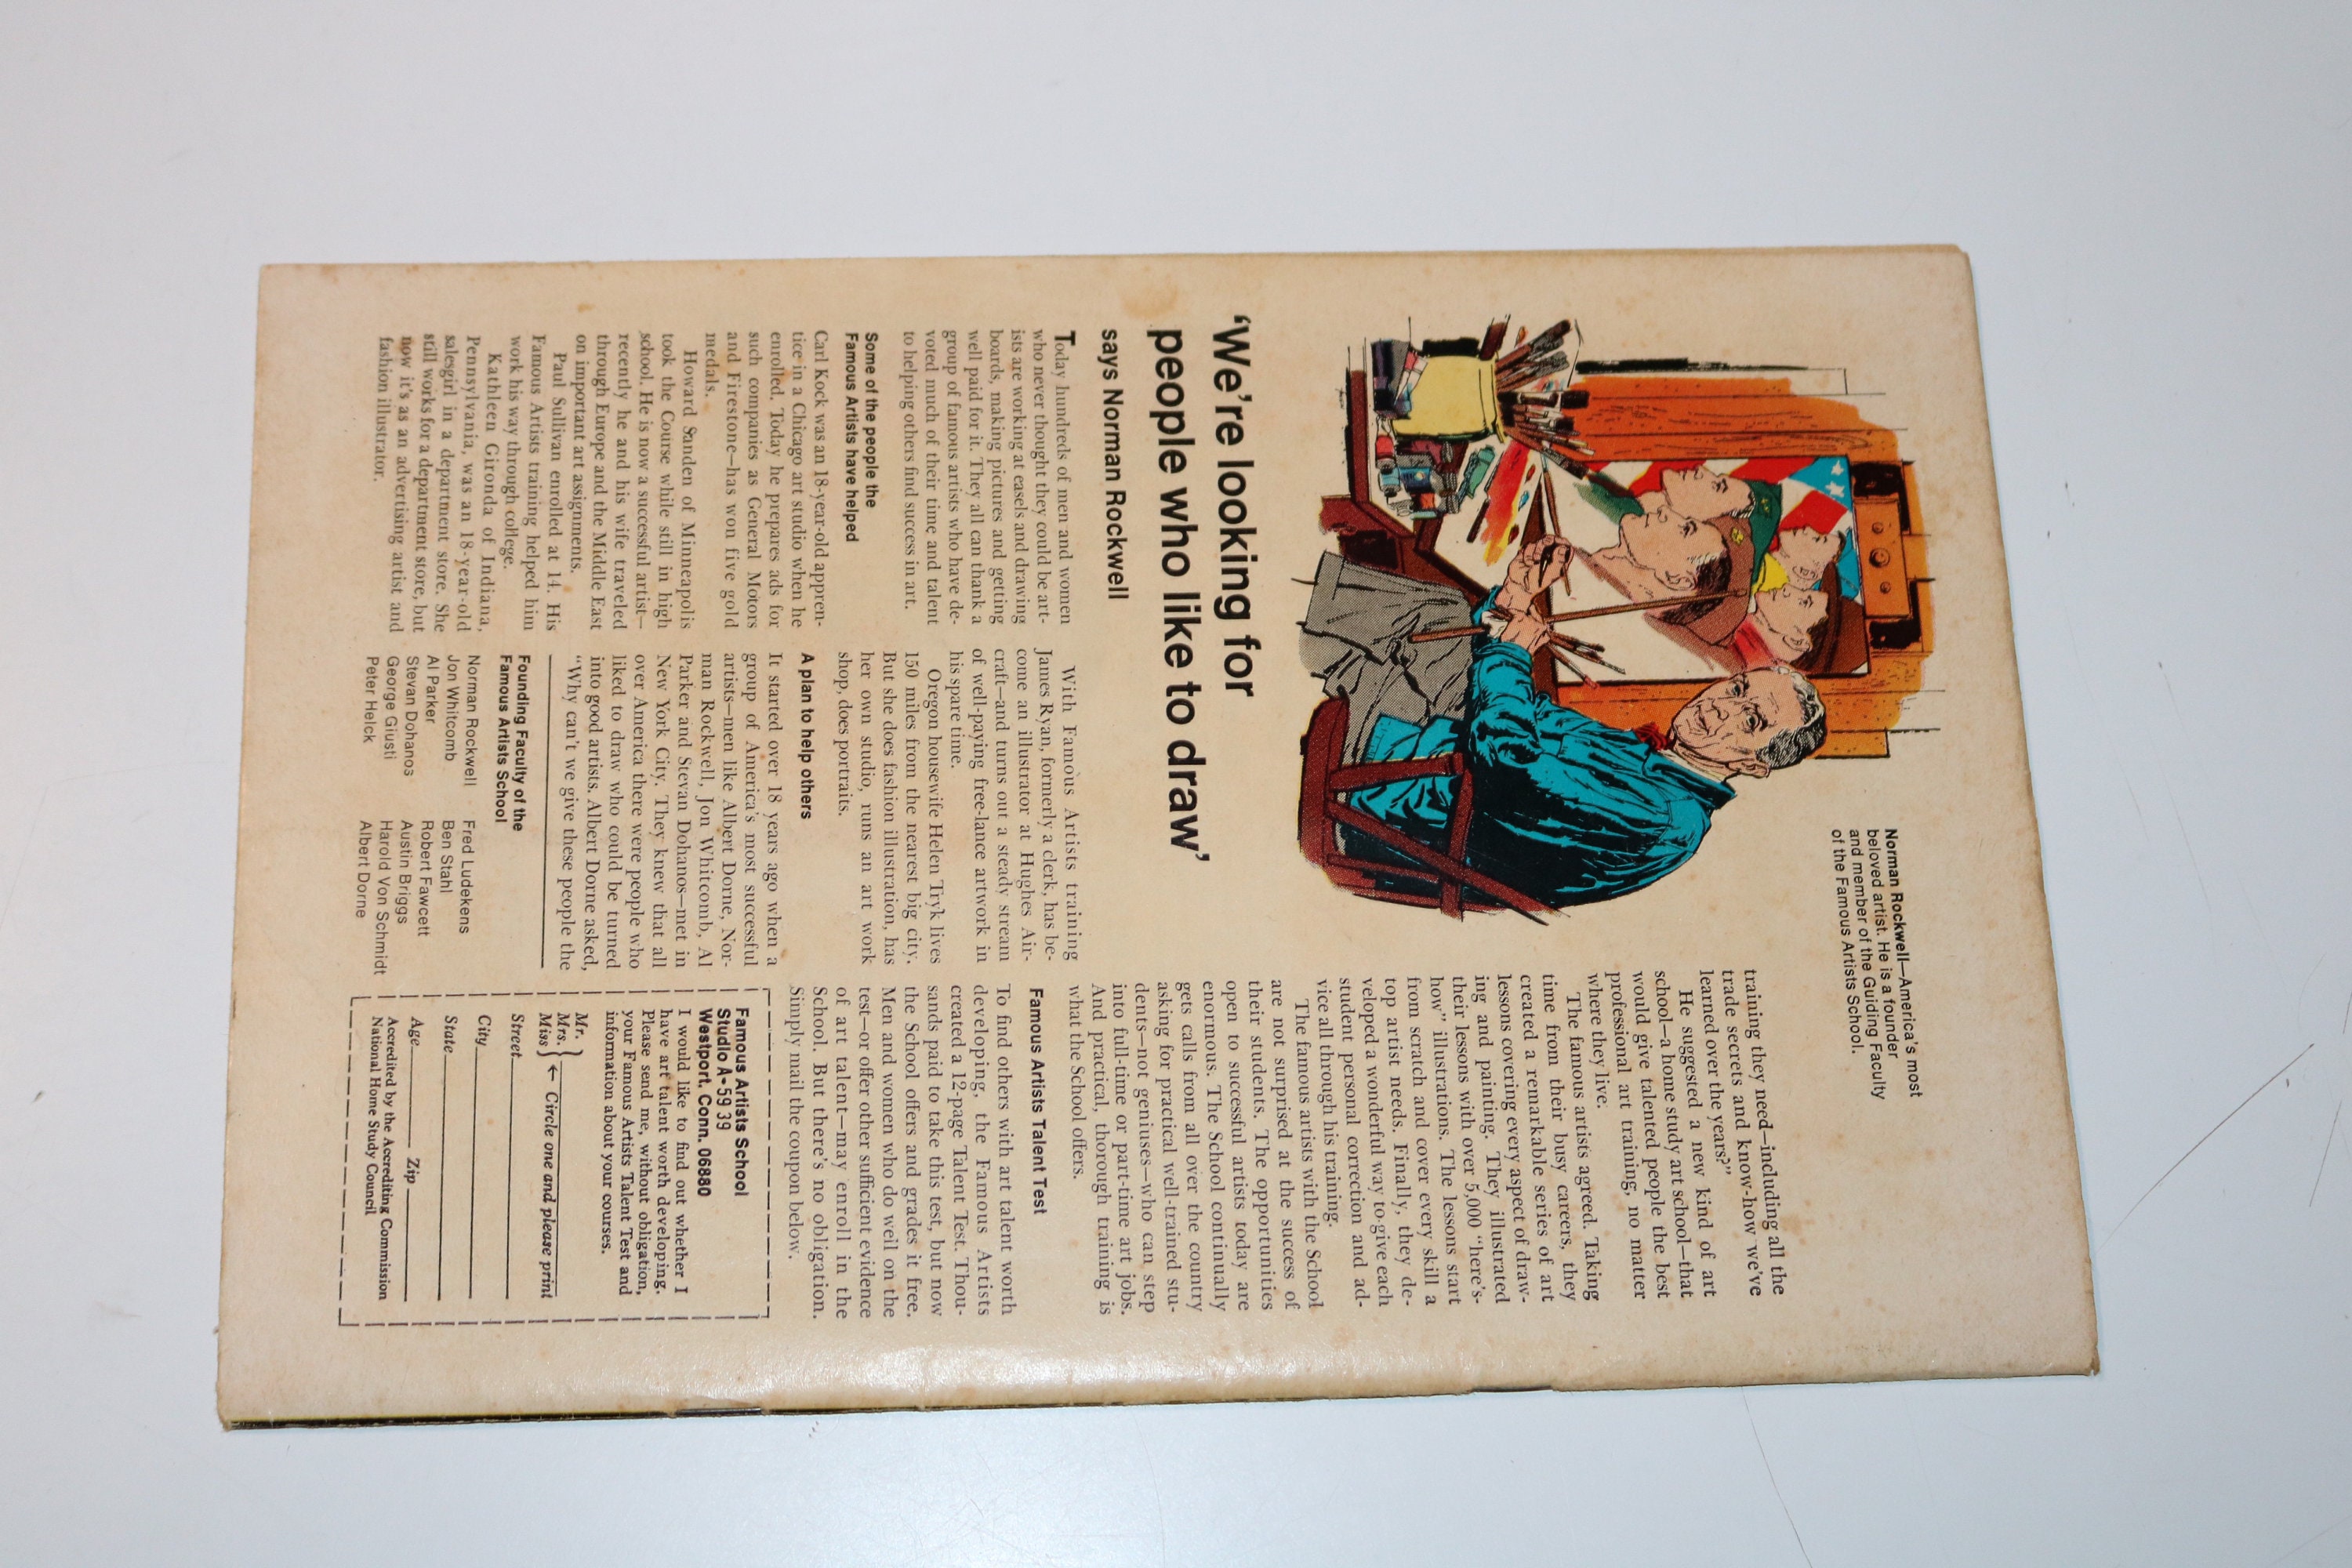 Norman Rockwell—America's most
beloved artist. He is a founder
and member of the Guiding Faculty
of the Famous Artists School.
‘We’re looking for
people who like to draw’
says Norman Rockwell
Today hundreds of men and women
who never thought they could be art-
ists are working at easels and drawing
boards, making pictures and getting
well paid for it. They all can thank a
group of famous artists who have de-
voted much of their time and talent
to helping others find success in art.
Some of the people the
Famous Artists have helped
Carl Kock was an 18-year-old appren-
tice in a Chicago art studio when he
enrolled. Today he prepares ads for
such companies as General Motors
and Firestone—has won five gold
medals.
Howard Sanden of Minneapolis
took the Course while still in high
school. He is now a successful artist—
recently he and his wife traveled
through Europe and the Middle East
on important art assignments.
Paul Sullivan enrolled at 14. His
Famous Artists training helped him
work his way through college.
Kathleen Gironda of Indiana,
Pennsylvania, was an 18-year-old
salesgirl in a department store. She
still works for a department store, but
now it's as an advertising artist and
fashion illustrator.
With Famous Artists training
James Ryan, formerly a clerk, has be-
come an illustrator at Hughes Air-
craft—and turns out a steady stream
of well-paying free-lance artwork in
his spare time.
Oregon housewife Helen Tryk lives
150 miles from the nearest big city.
But she does fashion illustration, has
her own studio, runs an art work
shop, does portraits.
A plan to help others
It started over 18 years ago when a
group of America's most successful
artists—men like Albert Dorne, Nor-
man Rockwell, Jon Whitcomb, Al
Parker and Stevan Dohanos—met in
New York City. They knew that all
over America there were people who
liked to draw who could be turned
into good artists. Albert Dorne asked,
“Why can't we give these people the
Founding Faculty of the
Famous Artists School
Norman Rockwell
Jon Whitcomb
Al Parker
Stevan Dohanos
George Giusti
Peter Helck
Fred Ludekens
Ben Stahl
Robert Fawcett
Austin Briggs
Harold Von Schmidt
Albert Dorne
training they need—including all the
trade secrets and know-how we've
learned over the years?”
He suggested a new kind of art
school—a home study art school—that
would give talented people the best
professional art training, no matter
where they live.
The famous artists agreed. Taking
time from their busy careers, they
created a remarkable series of art
lessons covering every aspect of draw-
ing and painting. They illustrated
their lessons with over 5,000 “here's-
how” illustrations. The lessons start
from scratch and cover every skill a
top artist needs. Finally, they de-
veloped a wonderful way to give each
student personal correction and ad-
vice all through his training.
The famous artists with the School
are not surprised at the success of
their students. The opportunities
open to successful artists today are
enormous. The School continually
gets calls from all over the country
asking for practical well-trained stu-
dents—not geniuses—who can step
into full-time or part-time art jobs.
And practical, thorough training is
what the School offers.
Famous Artists Talent Test
To find others with art talent worth
developing, the Famous Artists
created a 12-page Talent Test. Thou-
sands paid to take this test, but now
the School offers and grades it free.
Men and women who do well on the
test—or offer other sufficient evidence
of art talent—may enroll in the
School. But there's no obligation.
Simply mail the coupon below.
Famous Artists School
Studio A-59 39
Westport, Conn. 06880
I would like to find out whether I
have art talent worth developing.
Please send me, without obligation,
your Famous Artists Talent Test and
information about your courses.
Mr.
Mrs.
Miss
← Circle one and please print
Street
City
State
Age Zip
Accredited by the Accrediting Commission
National Home Study Council